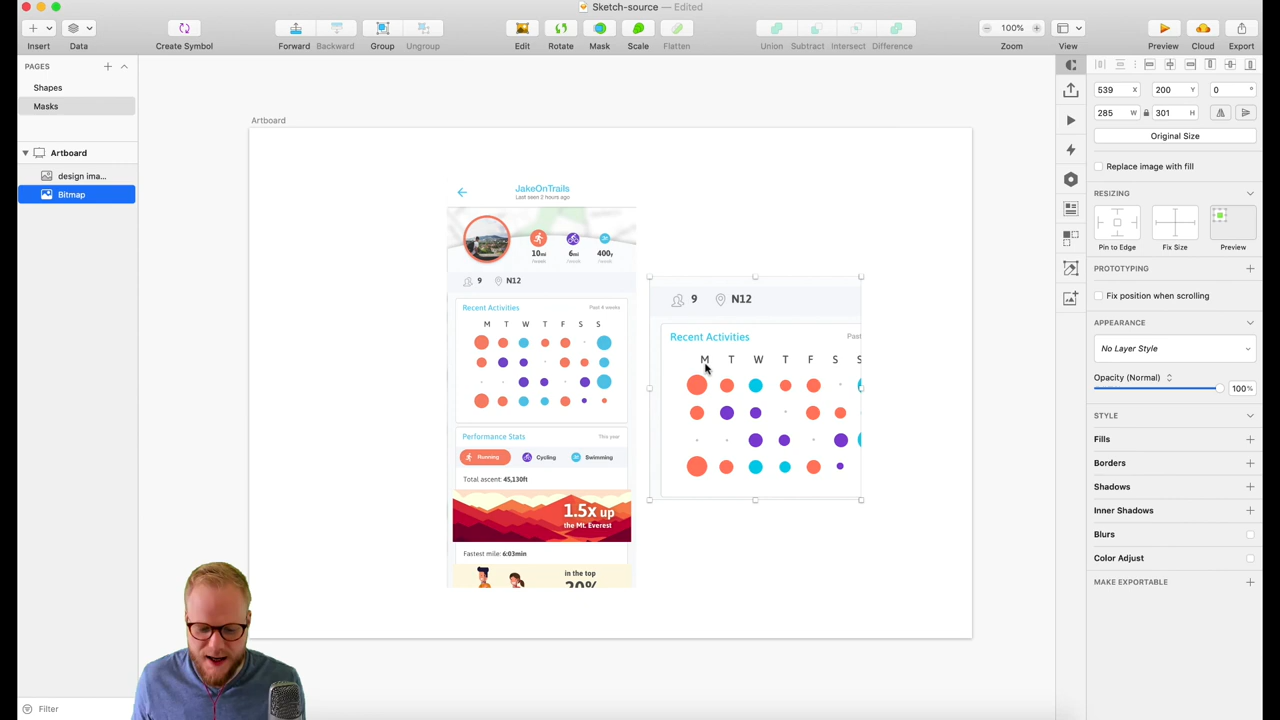 Sketch-source — Edited
Insert
Data
Create Symbol
Forward
Backward
Group
Ungroup
Edit
Rotate
Mask
Scale
Flatten
Union
Subtract
Intersect
Difference
100%
Zoom
View
Preview
Cloud
Export
PAGES
Shapes
Masks
Artboard
design ima...
Bitmap
Filter
Artboard
JakeOnTrails
Last seen 2 hours ago
10mi
6mi
400y
/month
9
N12
Recent Activities
Past 6 weeks
M T W T F S S
Performance Stats
This year
Running
Cycling
Swimming
Total ascent: 45,130ft
1.5x up
the Mt. Everest
Fastest mile: 6:03min
in the top
20%
9
N12
Recent Activities
Past
M T W T F S S
539 X
200 Y
0 °
285 W
301 H
Original Size
Replace image with fill
RESIZING
Pin to Edge
Fix Size
Preview
PROTOTYPING
Fix position when scrolling
APPEARANCE
No Layer Style
Opacity (Normal)
100%
STYLE
Fills
Borders
Shadows
Inner Shadows
Blurs
Color Adjust
MAKE EXPORTABLE